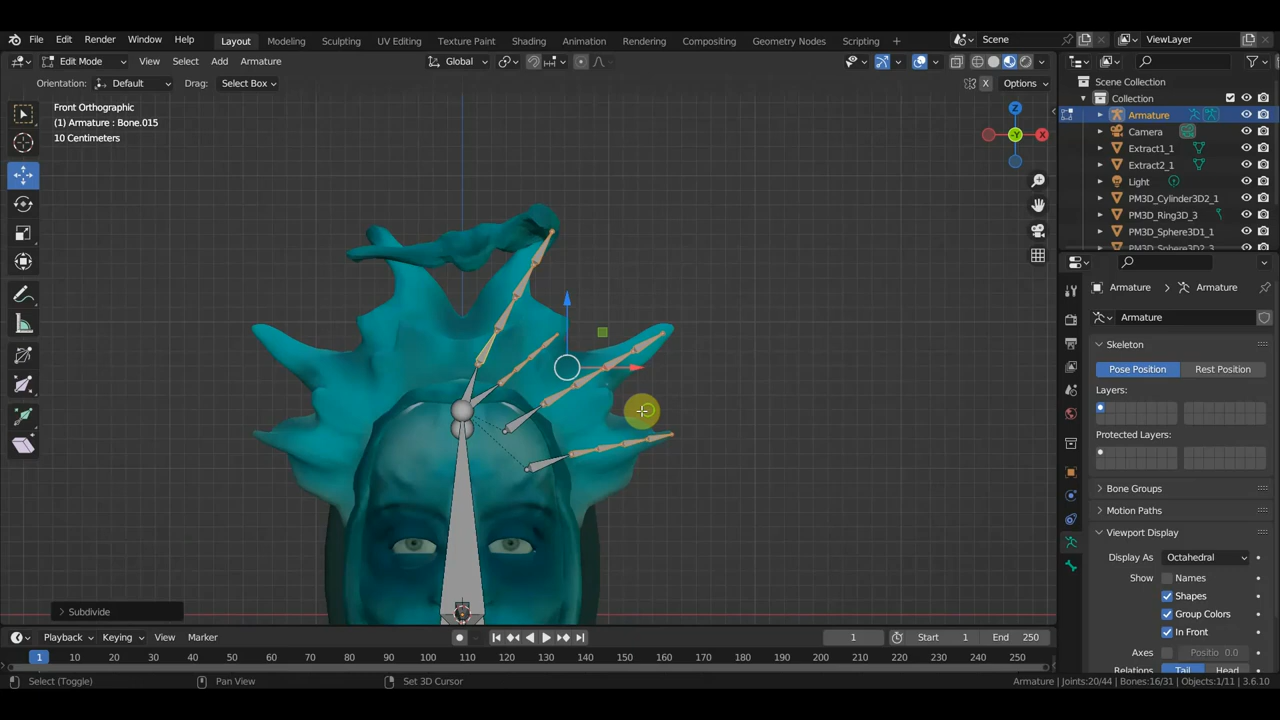 File Edit Render Window Help Layout Modeling Sculpting UV Editing Texture Paint Shading Animation Rendering Compositing Geometry Nodes Scripting + Scene ViewLayer
Edit Mode View Select Add Armature Global
Orientation: Default Drag: Select Box X Options
Front Orthographic
(1) Armature : Bone.015
10 Centimeters
Z
-Y
X
Subdivide
Scene Collection
Collection
Armature
Camera
Extract1_1
Extract2_1
Light
PM3D_Cylinder3D2_1
PM3D_Ring3D_3
PM3D_Sphere3D1_1
PM3D_Sphere3D2_3
Armature Armature
Armature
Skeleton
Pose Position Rest Position
Layers:
Protected Layers:
Bone Groups
Motion Paths
Viewport Display
Display As Octahedral
Show Names
Shapes
Group Colors
In Front
Axes Positio 0.0
Relations Tail Head
Playback Keying View Marker 1 Start 1 End 250
1 10 20 30 40 50 60 70 80 90 100 110 120 130 140 150 160 170 180 190 200 210 220 230 240 250
Select (Toggle) Pan View Set 3D Cursor Armature | Joints:20/44 | Bones:16/31 | Objects:1/11 | 3.6.10